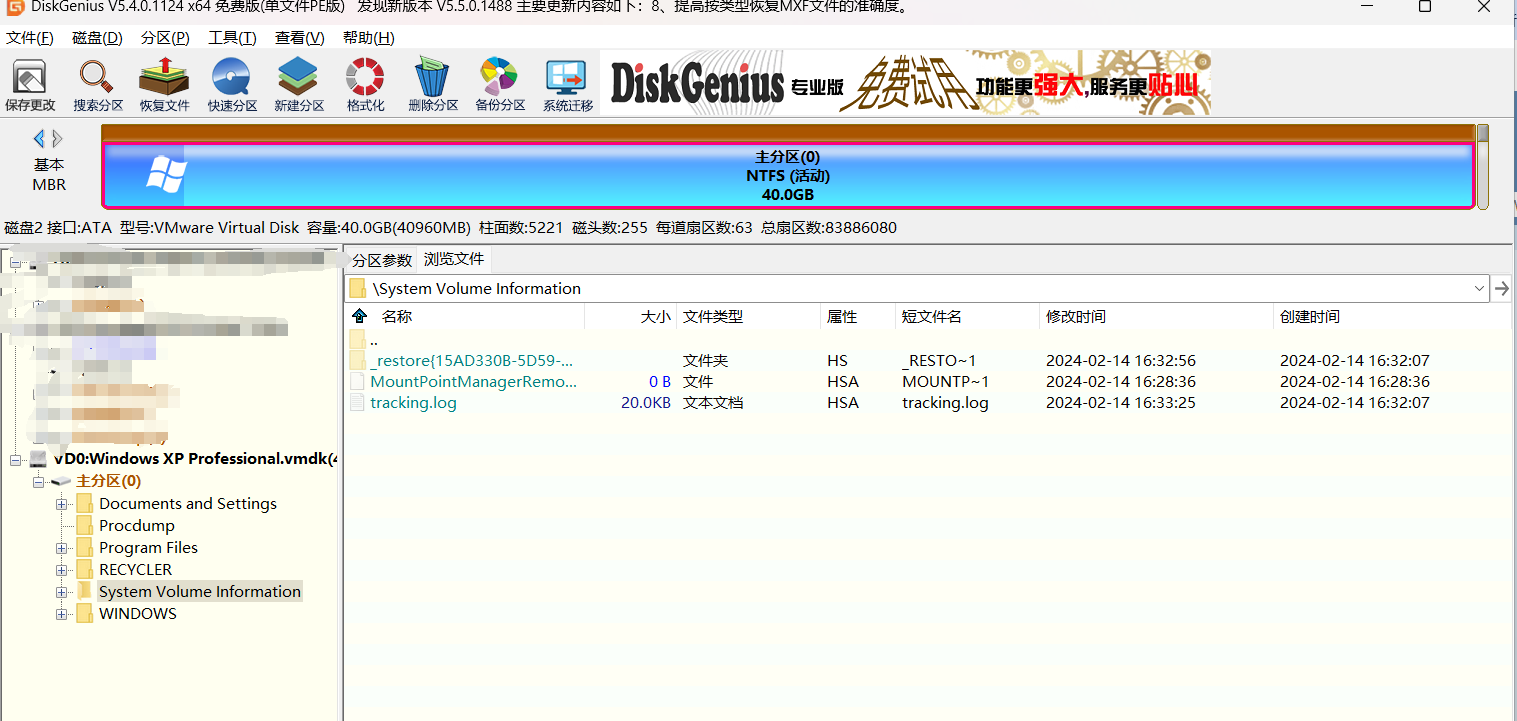 DiskGenius V5.4.0.1124 x64 免费版(单文件PE版) 发现新版本 V5.5.0.1488 主要更新内容如下：8、提高按类型恢复MXF文件的准确度。
文件(F) 磁盘(D) 分区(P) 工具(T) 查看(V) 帮助(H)
保存更改 搜索分区 恢复文件 快速分区 新建分区 格式化 删除分区 备份分区 系统迁移
DiskGenius 专业版 免费试用 功能更强大,服务更贴心
基本
MBR
主分区(0)
NTFS (活动)
40.0GB
磁盘2 接口:ATA 型号:VMware Virtual Disk 容量:40.0GB(40960MB) 柱面数:5221 磁头数:255 每道扇区数:63 总扇区数:83886080
VD0:Windows XP Professional.vmdk(4
主分区(0)
Documents and Settings
Procdump
Program Files
RECYCLER
System Volume Information
WINDOWS
分区参数 浏览文件
\System Volume Information
名称 大小 文件类型 属性 短文件名 修改时间 创建时间
..
_restore{15AD330B-5D59-... 文件夹 HS _RESTO~1 2024-02-14 16:32:56 2024-02-14 16:32:07
MountPointManagerRemo... 0 B 文件 HSA MOUNTP~1 2024-02-14 16:28:36 2024-02-14 16:28:36
tracking.log 20.0KB 文本文档 HSA tracking.log 2024-02-14 16:33:25 2024-02-14 16:32:07